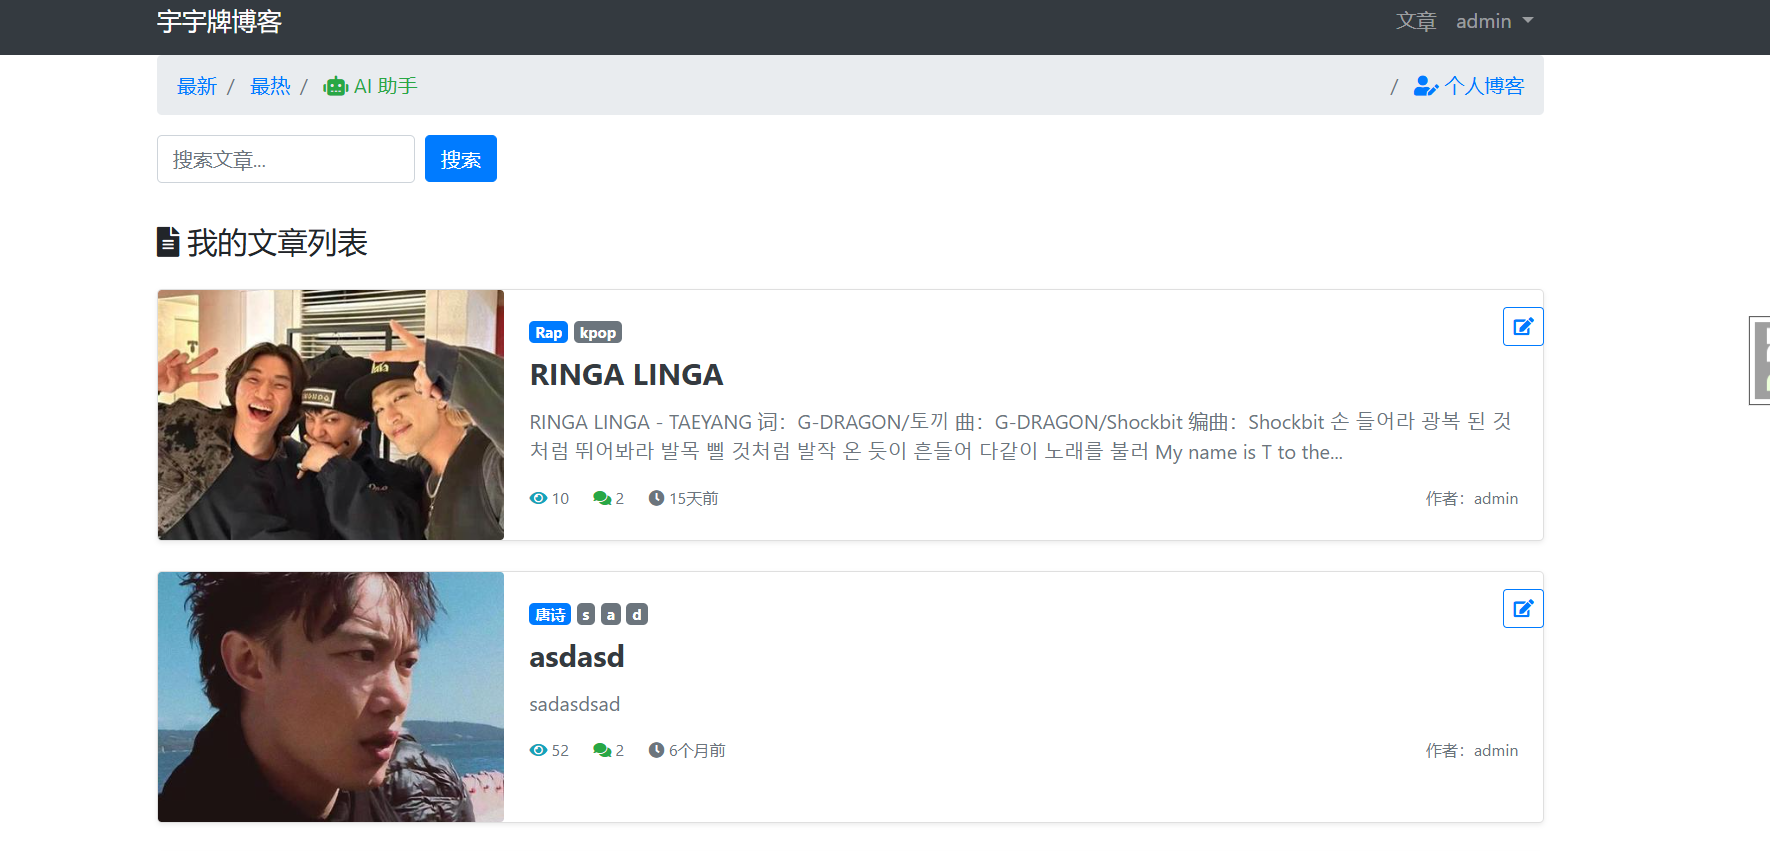 宇宇牌博客 文章 admin
最新 / 最热 / AI 助手 / 个人博客
搜索文章... 搜索
我的文章列表
Rap kpop
RINGA LINGA
RINGA LINGA - TAEYANG 词：G-DRAGON/토끼 曲：G-DRAGON/Shockbit 编曲：Shockbit 손 들어라 광복 된 것
처럼 뛰어봐라 발목 삘 것처럼 발작 온 듯이 흔들어 다같이 노래를 불러 My name is T to the...
10 2 15天前 作者：admin
唐诗 s a d
asdasd
sadasdsad
52 2 6个月前 作者：admin